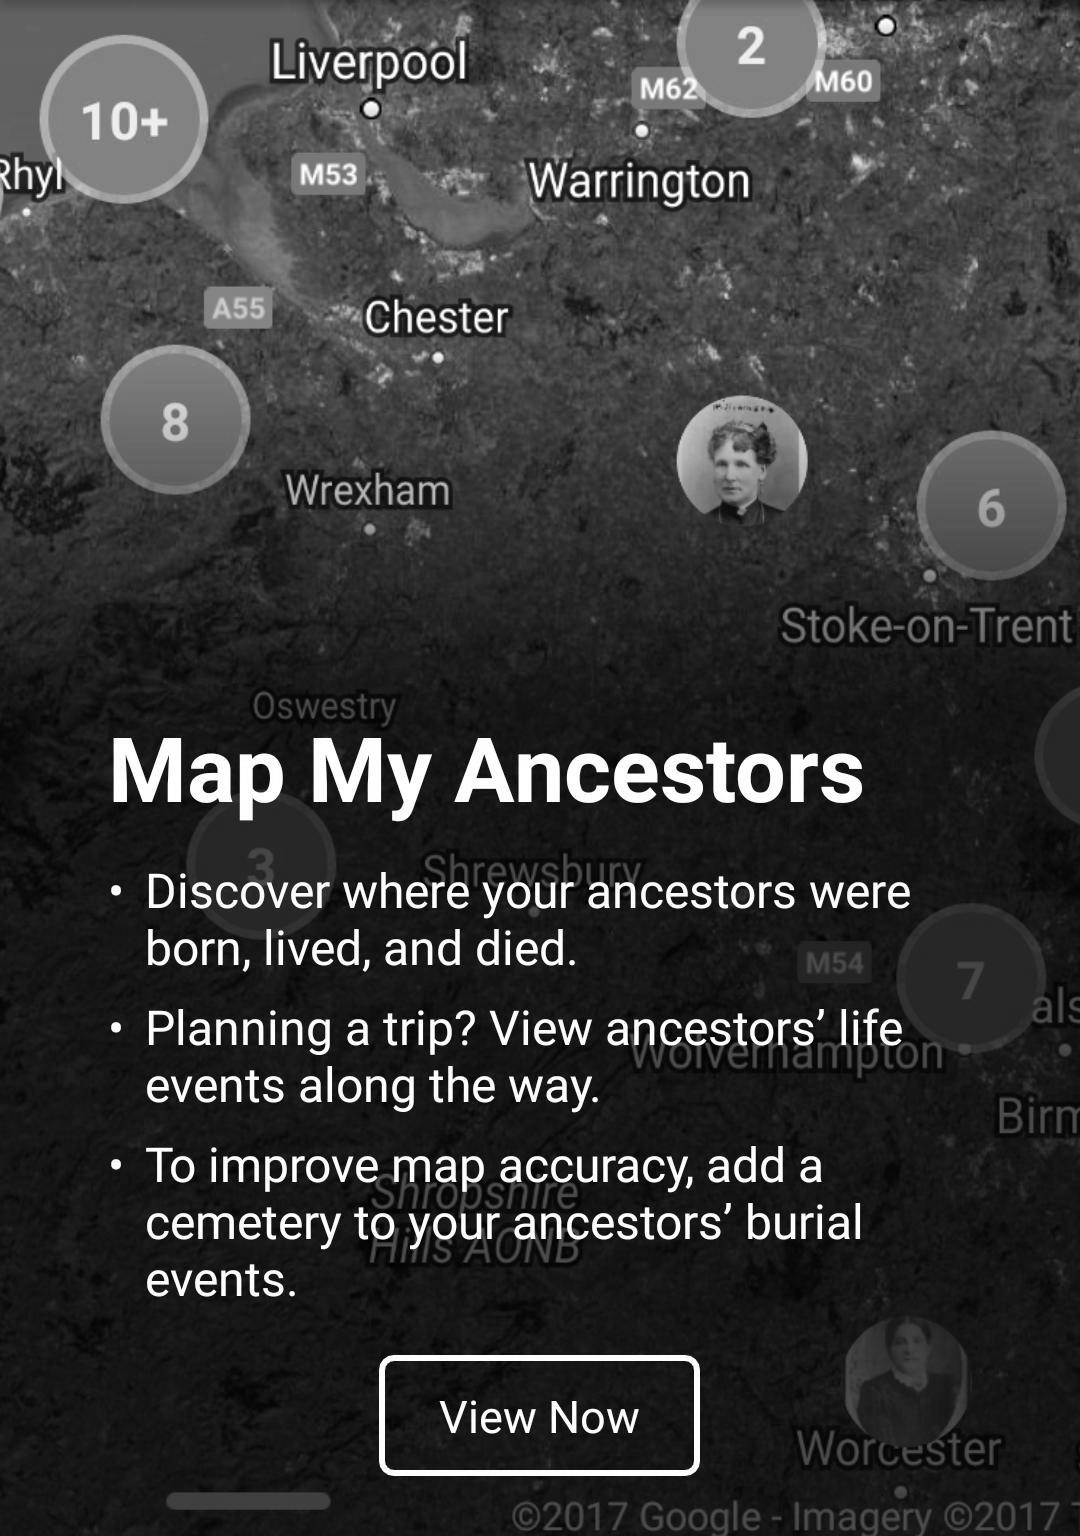 Liverpool
2
M62
M60
10+
Rhyl
M53
Warrington
A55
Chester
8
Wrexham
6
Stoke-on-Trent
Oswestry
Map My Ancestors
3
Shrewsbury
• Discover where your ancestors were
born, lived, and died.
M54
7
• Planning a trip? View ancestors’ life
Wolverhampton
events along the way.
Birm
• To improve map accuracy, add a
Shropshire
cemetery to your ancestors’ burial
Hills AONB
events.
View Now
Worcester
©2017 Google - Imagery ©2017